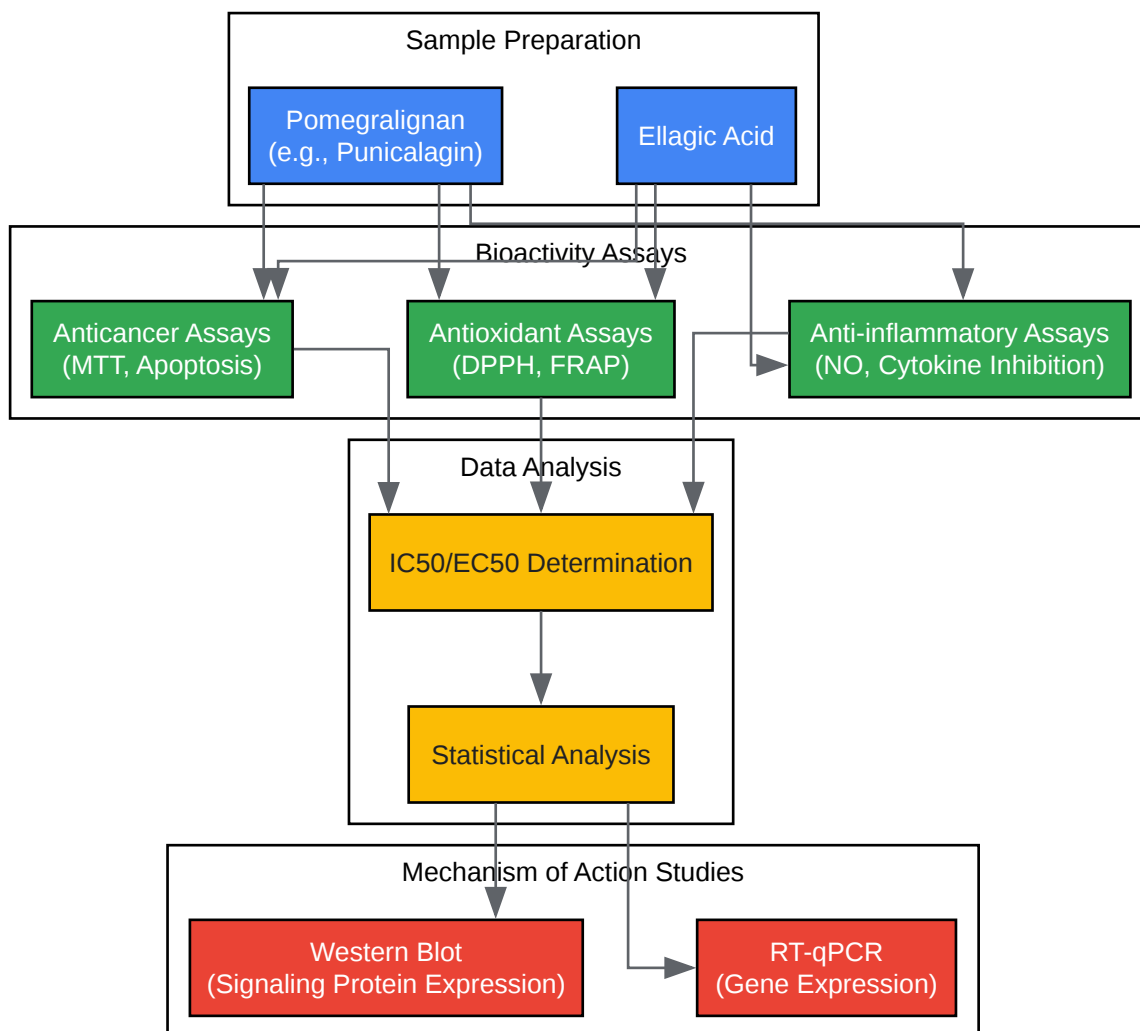 Sample Preparation
Pomegralignan
(e.g., Punicalagin)
Ellagic Acid
Bioactivity Assays
Anticancer Assays
(MTT, Apoptosis)
Antioxidant Assays
(DPPH, FRAP)
Anti-inflammatory Assays
(NO, Cytokine Inhibition)
Data Analysis
IC50/EC50 Determination
Statistical Analysis
Mechanism of Action Studies
Western Blot
(Signaling Protein Expression)
RT-qPCR
(Gene Expression)